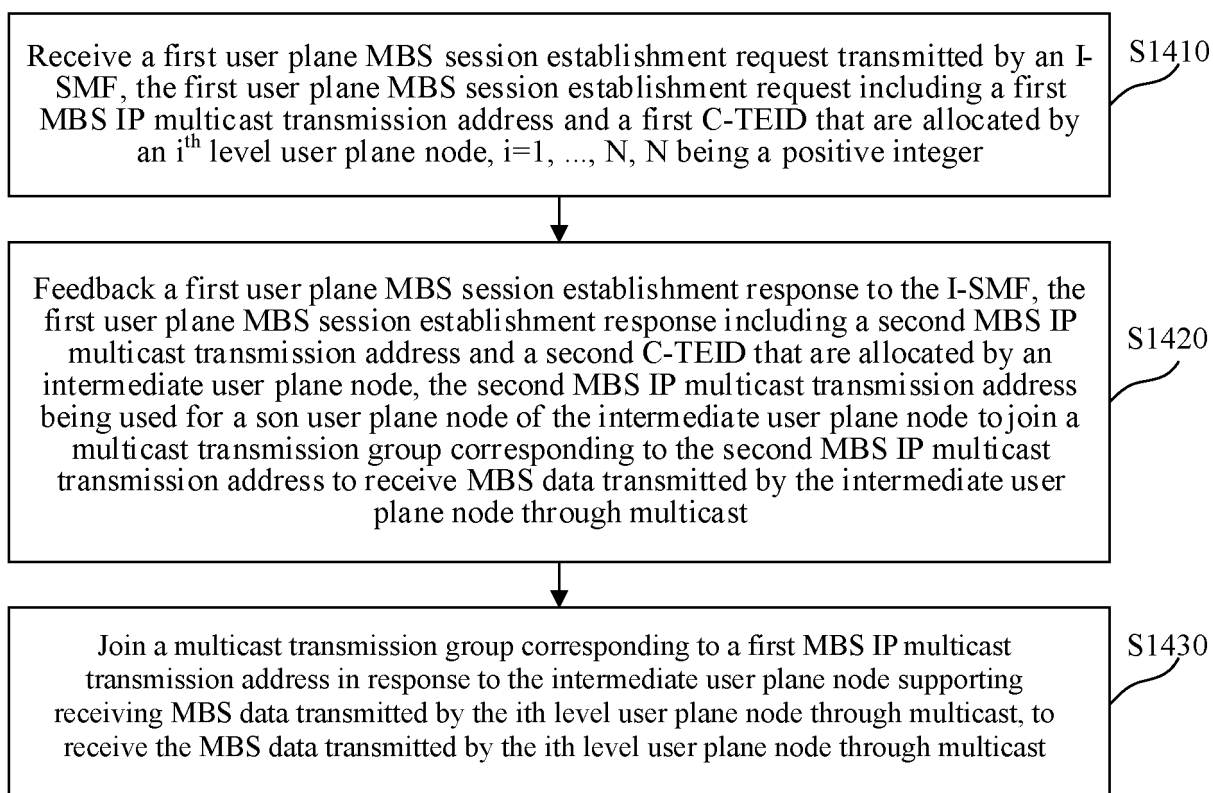 Receive a first user plane MBS session establishment request transmitted by an I-
SMF, the first user plane MBS session establishment request including a first
MBS IP multicast transmission address and a first C-TEID that are allocated by
an ith level user plane node, i=1, ..., N, N being a positive integer
S1410
Feedback a first user plane MBS session establishment response to the I-SMF, the
first user plane MBS session establishment response including a second MBS IP
multicast transmission address and a second C-TEID that are allocated by an
intermediate user plane node, the second MBS IP multicast transmission address
being used for a son user plane node of the intermediate user plane node to join a
multicast transmission group corresponding to the second MBS IP multicast
transmission address to receive MBS data transmitted by the intermediate user
plane node through multicast
S1420
Join a multicast transmission group corresponding to a first MBS IP multicast
transmission address in response to the intermediate user plane node supporting
receiving MBS data transmitted by the ith level user plane node through multicast, to
receive the MBS data transmitted by the ith level user plane node through multicast
S1430